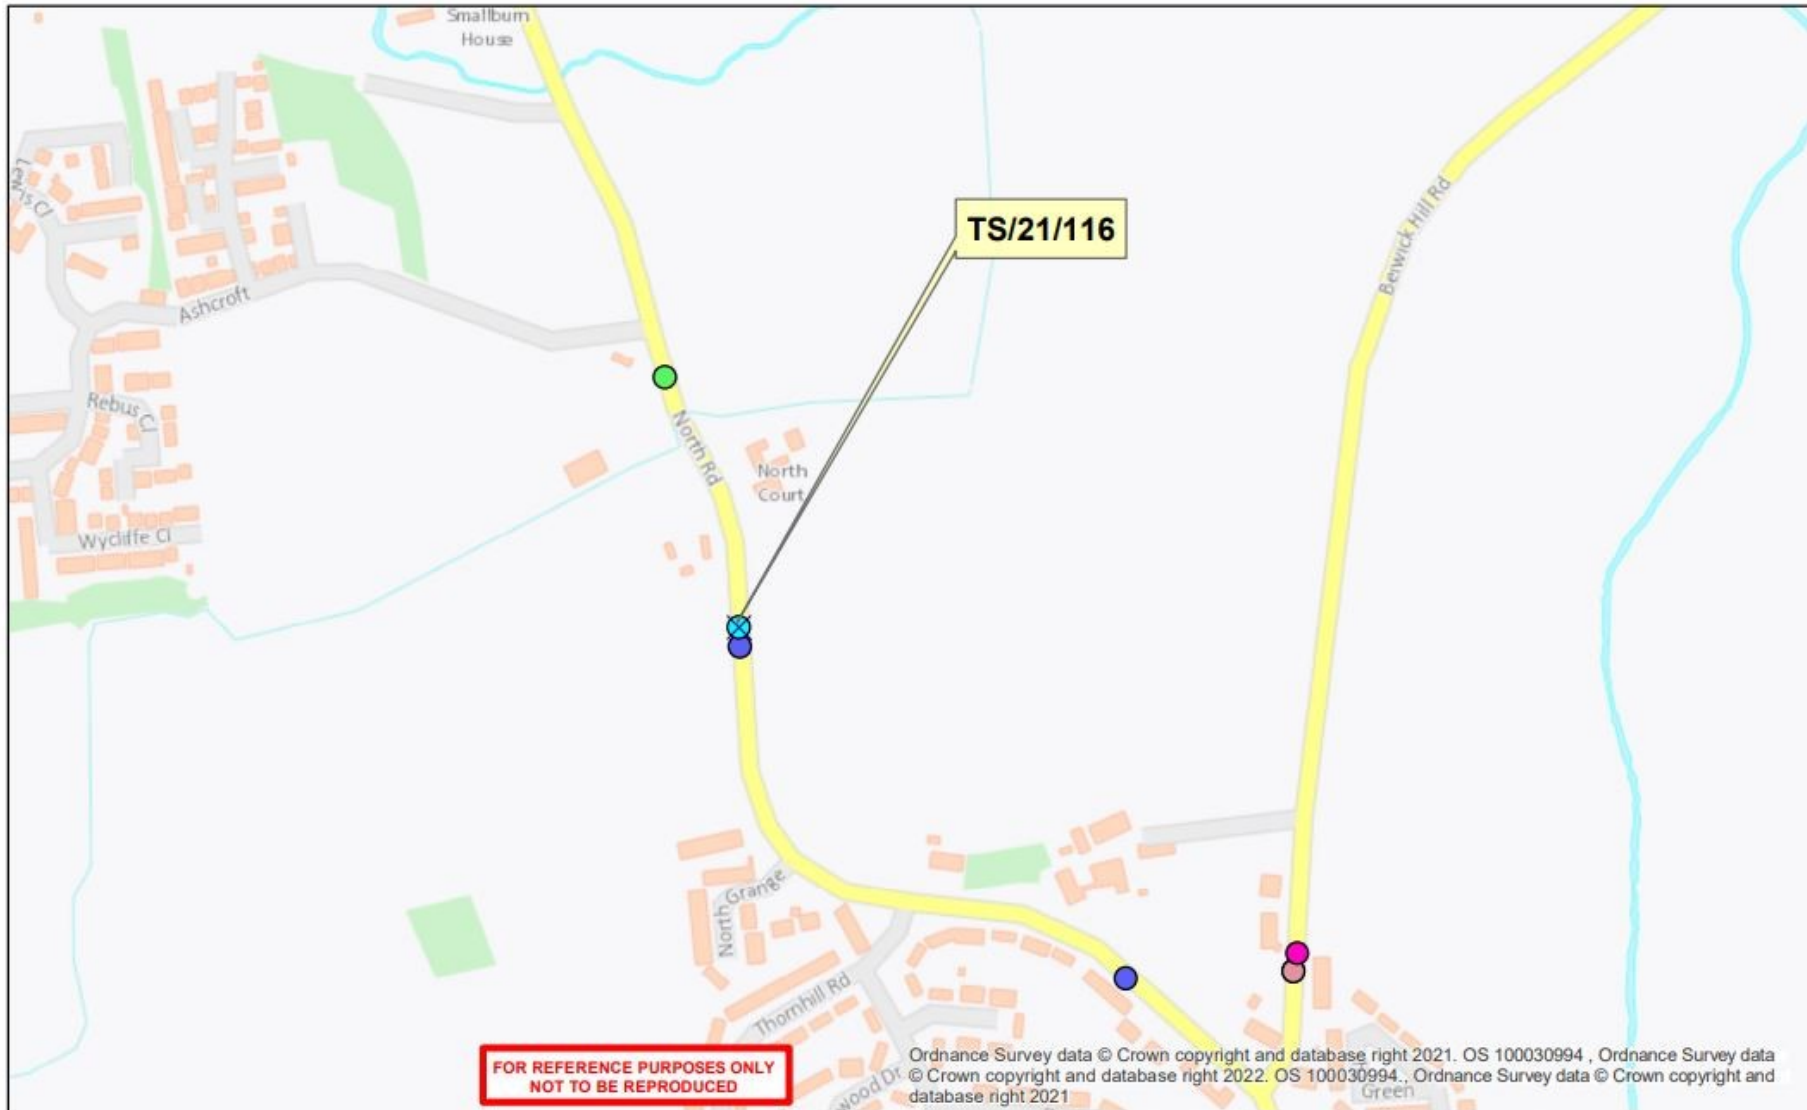 Smallburn
House
TS/21/116
Berwick Hill Rd
Lewis Cl
Ashcroft
Rebus Cl
North Rd
North
Court
Wycliffe Cl
North Grange
Thornhill Rd
wood Dr
Green
FOR REFERENCE PURPOSES ONLY
NOT TO BE REPRODUCED
Ordnance Survey data © Crown copyright and database right 2021. OS 100030994 , Ordnance Survey data
© Crown copyright and database right 2022. OS 100030994., Ordnance Survey data © Crown copyright and
database right 2021